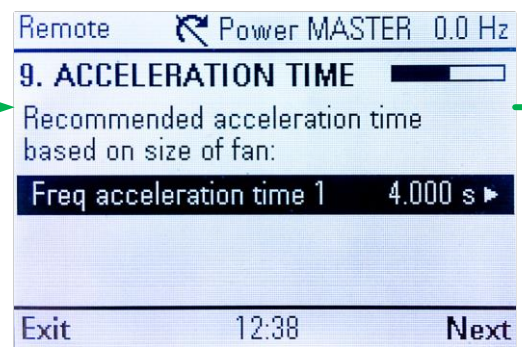 Remote Power MASTER 0.0 Hz
9. ACCELERATION TIME
Recommended acceleration time
based on size of fan:
Freq acceleration time 1 4.000 s
Exit 12:38 Next